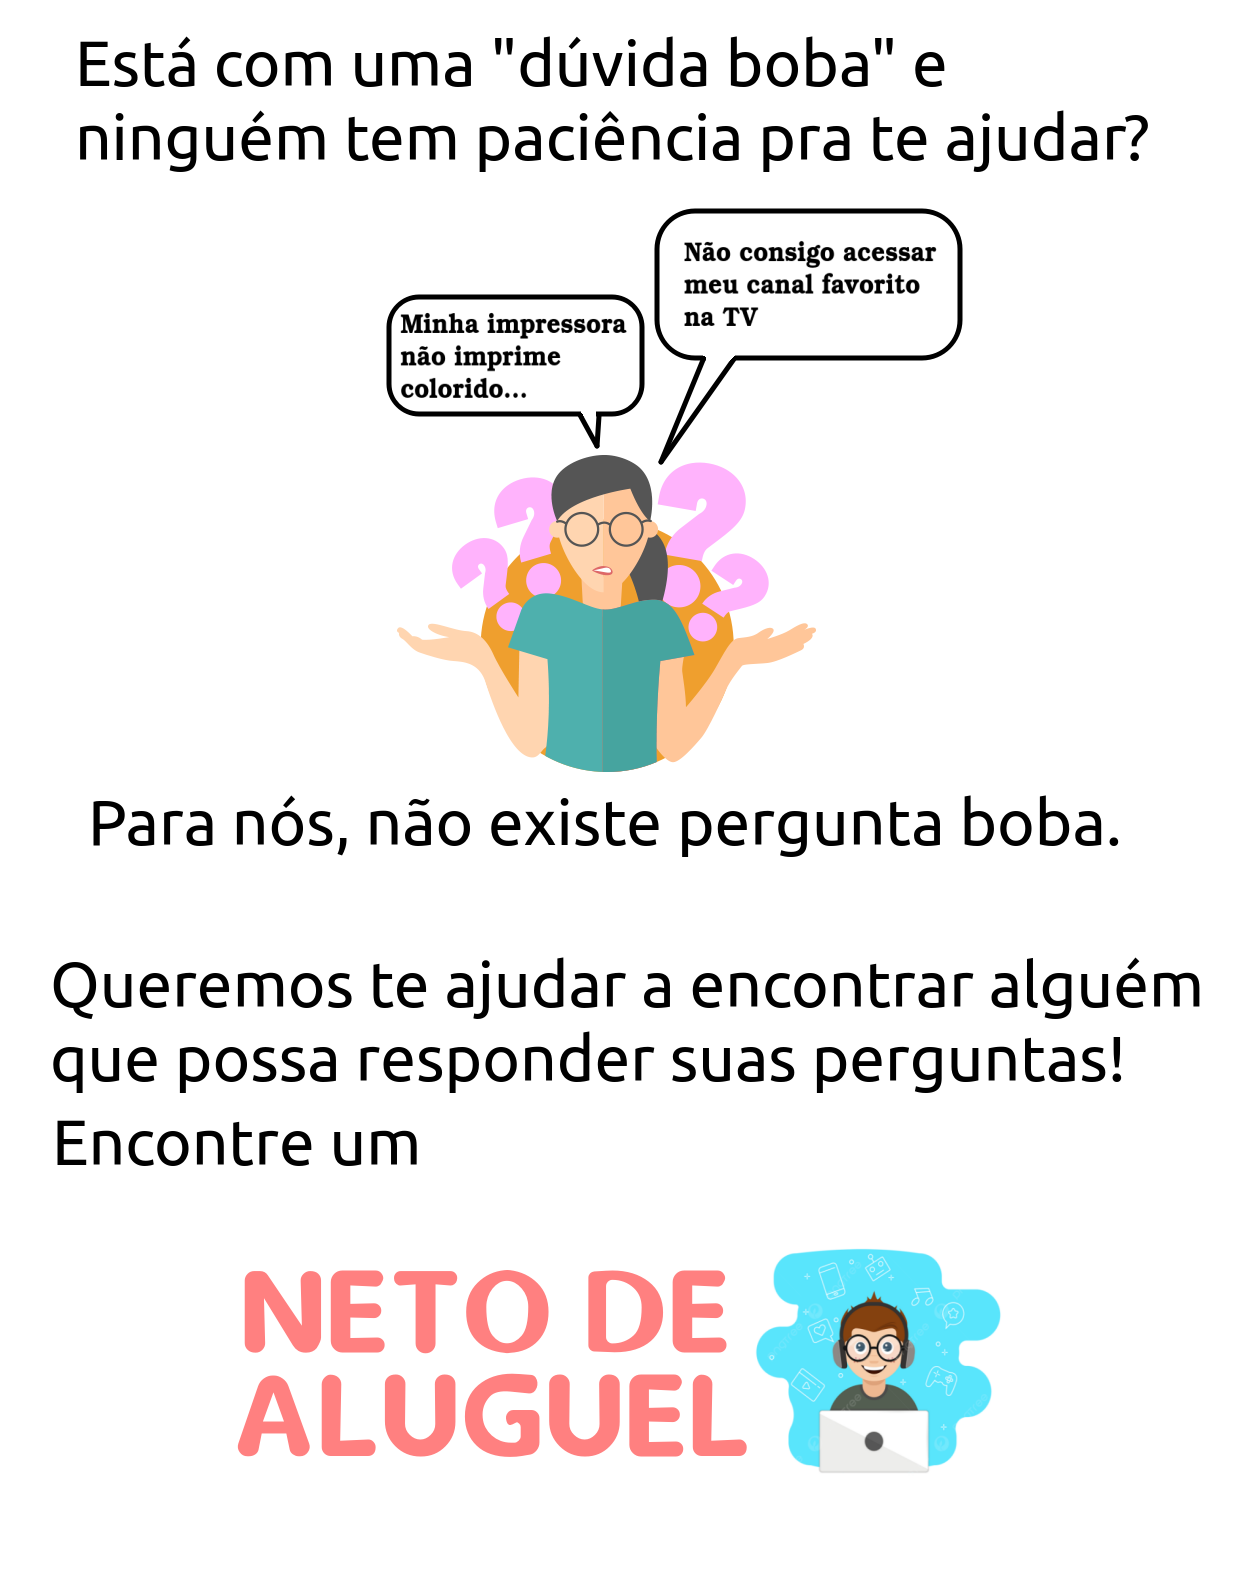 Está com uma "dúvida boba" e
ninguém tem paciência pra te ajudar?
Não consigo acessar
meu canal favorito
na TV
Minha impressora
não imprime
colorido...
Para nós, não existe pergunta boba.
Queremos te ajudar a encontrar alguém
que possa responder suas perguntas!
Encontre um
NETO DE
ALUGUEL